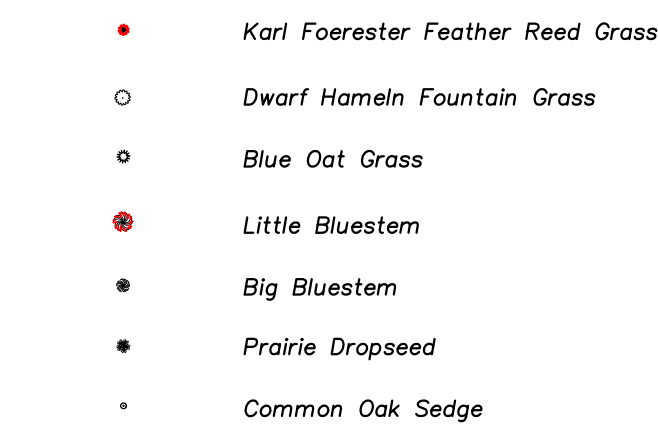 Karl Foerester Feather Reed Grass
Dwarf Hameln Fountain Grass
Blue Oat Grass
Little Bluestem
Big Bluestem
Prairie Dropseed
Common Oak Sedge